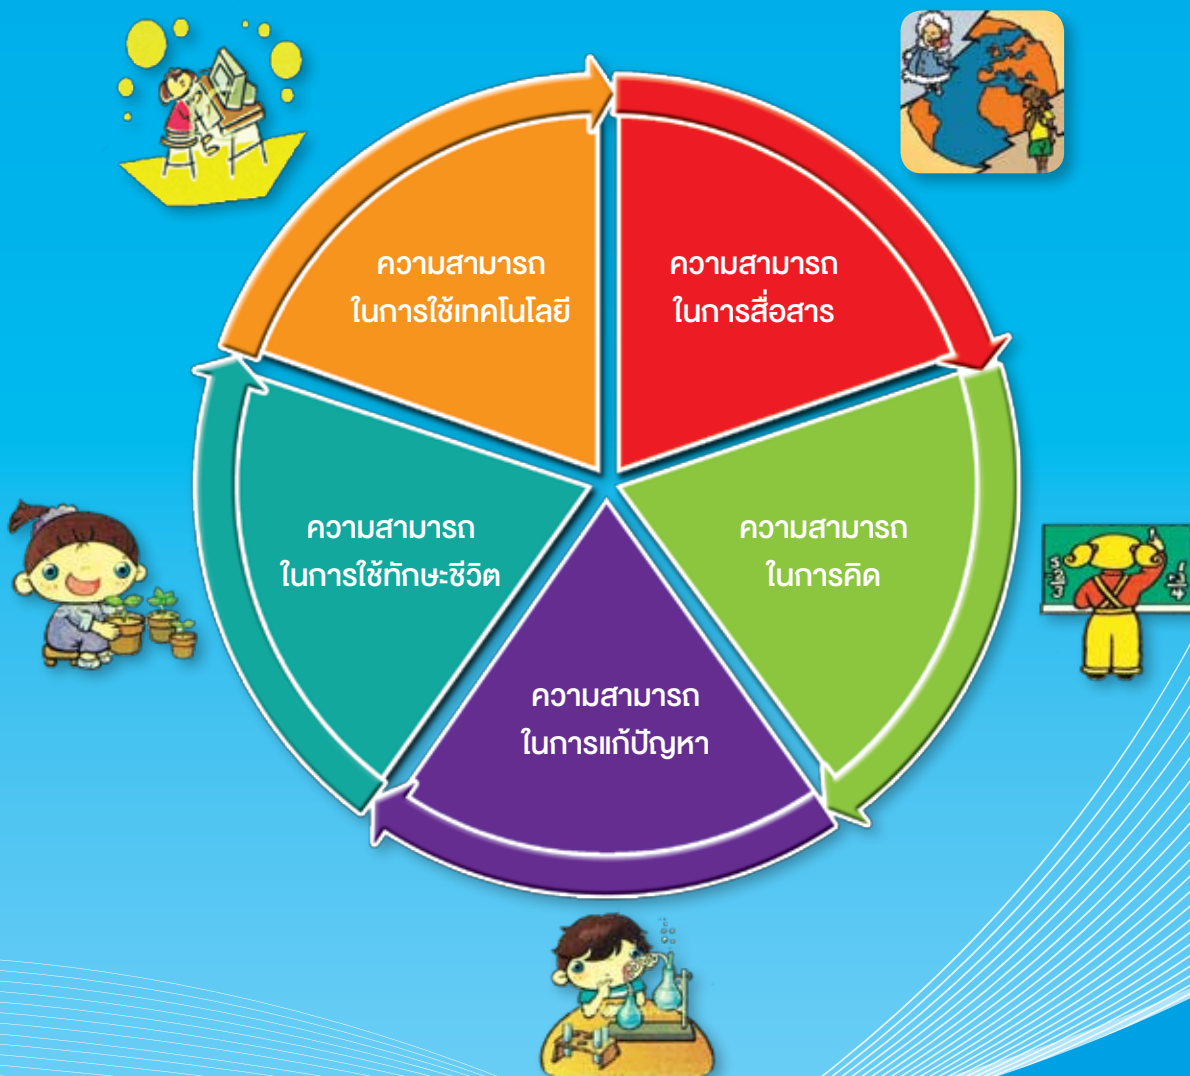 ความสามารถ
ในการใช้เทคโนโลยี
ความสามารถ
ในการสื่อสาร
ความสามารถ
ในการใช้ทักษะชีวิต
ความสามารถ
ในการคิด
ความสามารถ
ในการแก้ปัญหา